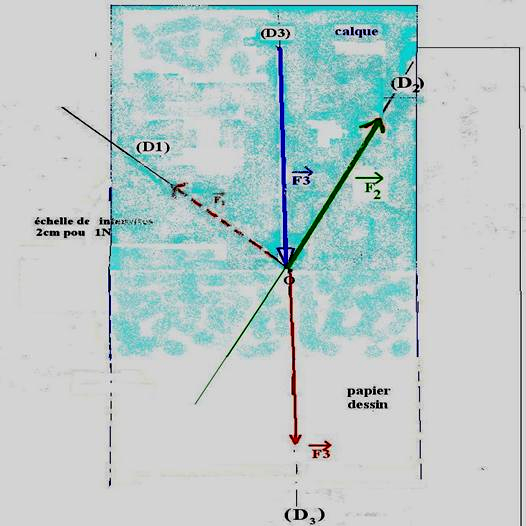 (D3)
calque
(D2)
(D1)
F3
F1
F2
échelle de
2cm pou 1N
O
papier
dessin
F3
(D3)